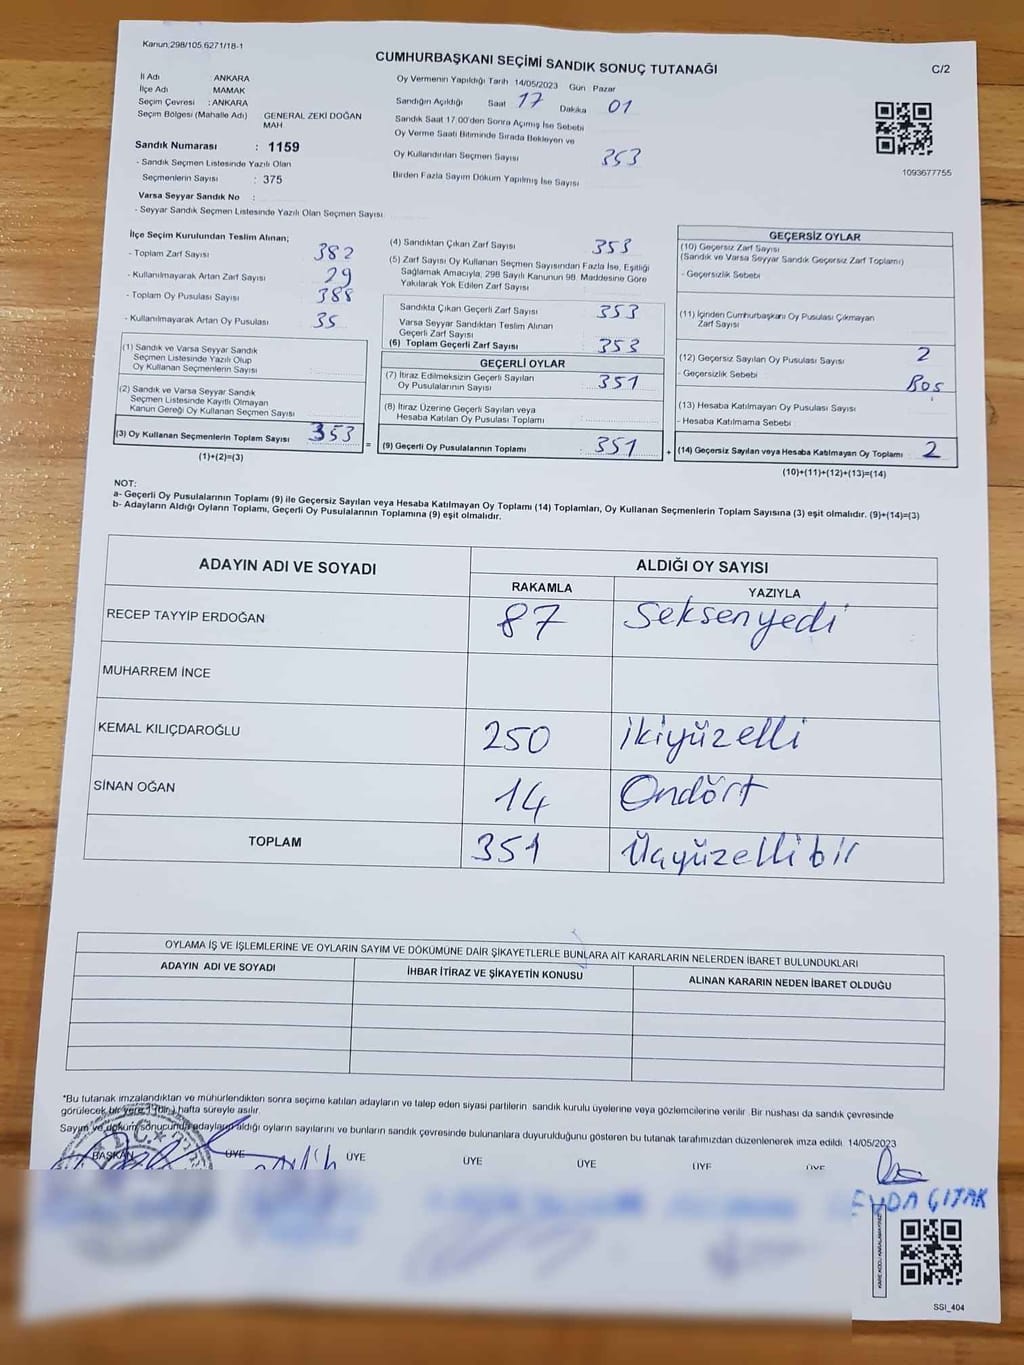 Kanun:298/105.6271/18-1
CUMHURBAŞKANI SEÇİMİ SANDIK SONUÇ TUTANAĞI
C/2
İl Adı ANKARA
İlçe Adı MAMAK
Seçim Çevresi : ANKARA
Seçim Bölgesi (Mahalle Adı) GENERAL ZEKİ DOĞAN
MAH
Sandık Numarası : 1159
- Sandık Seçmen Listesinde Yazılı Olan
Seçmenlerin Sayısı : 375
Varsa Seyyar Sandık No :
- Seyyar Sandık Seçmen Listesinde Yazılı Olan Seçmen Sayısı
Oy Vermenin Yapıldığı Tarih 14/05/2023 Gün Pazar
Sandığın Açıldığı Saat 17 Dakika 01
Sandık Saat 17:00'den Sonra Açımış İse Sebebi
Oy Verme Saati Bitiminde Sırada Bekleyen ve
Oy Kullandırılan Seçmen Sayısı 353
Birden Fazla Sayım Döküm Yapılmış İse Sayısı
1093677755
İlçe Seçim Kurulundan Teslim Alınan;
- Toplam Zarf Sayısı 382
- Kullanılmayarak Artan Zarf Sayısı 29
- Toplam Oy Pusulası Sayısı 388
- Kullanılmayarak Artan Oy Pusulası 35
(1) Sandık ve Varsa Seyyar Sandık
Seçmen Listesinde Yazılı Olup
Oy Kullanan Seçmenlerin Sayısı
(2) Sandık ve Varsa Seyyar Sandık
Seçmen Listesinde Kayıtlı Olmayan
Kanun Gereği Oy Kullanan Seçmen Sayısı
(3) Oy Kullanan Seçmenlerin Toplam Sayısı 353 =
(1)+(2)=(3)
(4) Sandıktan Çıkan Zarf Sayısı 353
(5) Zarf Sayısı Oy Kullanan Seçmen Sayısından Fazla İse, Eşitliği
Sağlamak Amacıyla, 298 Sayılı Kanunun 98. Maddesine Göre
Yakılarak Yok Edilen Zarf Sayısı
Sandıkta Çıkan Geçerli Zarf Sayısı 353
Varsa Seyyar Sandıktan Teslim Alınan
Geçerli Zarf Sayısı
(6) Toplam Geçerli Zarf Sayısı 353
GEÇERLİ OYLAR
(7) İtiraz Edilmeksizin Geçerli Sayılan
Oy Pusulalarının Sayısı 351
(8) İtiraz Üzerine Geçerli Sayılan veya
Hesaba Katılan Oy Pusulası Toplamı
(9) Geçerli Oy Pusulalarının Toplamı 351 +
GEÇERSİZ OYLAR
(10) Geçersiz Zarf Sayısı
(Sandık ve Varsa Seyyar Sandık Geçersiz Zarf Toplamı)
- Geçersizlik Sebebi
(11) İçinden Cumhurbaşkanı Oy Pusulası Çıkmayan
Zarf Sayısı
(12) Geçersiz Sayılan Oy Pusulası Sayısı 2
- Geçersizlik Sebebi Bos
(13) Hesaba Katılmayan Oy Pusulası Sayısı
- Hesaba Katılmama Sebebi
(14) Geçersiz Sayılan veya Hesaba Katılmayan Oy Toplamı 2
(10)+(11)+(12)+(13)=(14)
NOT:
a- Geçerli Oy Pusulalarının Toplamı (9) ile Geçersiz Sayılan veya Hesaba Katılmayan Oy Toplamı (14) Toplamları, Oy Kullanan Seçmenlerin Toplam Sayısına (3) eşit olmalıdır. (9)+(14)=(3)
b- Adayların Aldığı Oyların Toplamı, Geçerli Oy Pusulalarının Toplamına (9) eşit olmalıdır.
ADAYIN ADI VE SOYADI ALDIĞI OY SAYISI
RAKAMLA YAZIYLA
RECEP TAYYİP ERDOĞAN 87 Seksenyedi
MUHARREM İNCE
KEMAL KILIÇDAROĞLU 250 ikiyüzelli
SİNAN OĞAN 14 Ondört
TOPLAM 351 Üçyüzellibir
OYLAMA İŞ VE İŞLEMLERİNE VE OYLARIN SAYIM VE DÖKÜMÜNE DAİR ŞİKAYETLERLE BUNLARA AİT KARARLARIN NELERDEN İBARET BULUNDUKLARI
ADAYIN ADI VE SOYADI İHBAR İTİRAZ VE ŞİKAYETİN KONUSU ALINAN KARARIN NEDEN İBARET OLDUĞU
*Bu tutanak imzalandıktan ve mühürlendikten sonra seçime katılan adayların ve talep eden siyasi partilerin sandık kurulu üyelerine veya gözlemcilerine verilir. Bir nüshası da sandık çevresinde
görülecek bir yere 1 (bir) hafta süreyle asılır.
Sayım ve döküm sonucunda adayların aldığı oyların sayılarını ve bunların sandık çevresinde bulunanlara duyurulduğunu gösteren bu tutanak tarafımızdan düzenlenerek imza edildi. 14/05/2023
BAŞKAN ÜYE ÜYE ÜYE ÜYE ÜYE ÜYE
ÇITAK
SSI_404